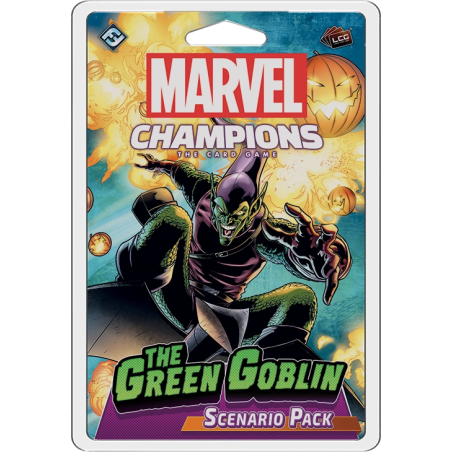 LCG
MARVEL
CHAMPIONS
THE CARD GAME
THE
GREEN GOBLIN
SCENARIO PACK